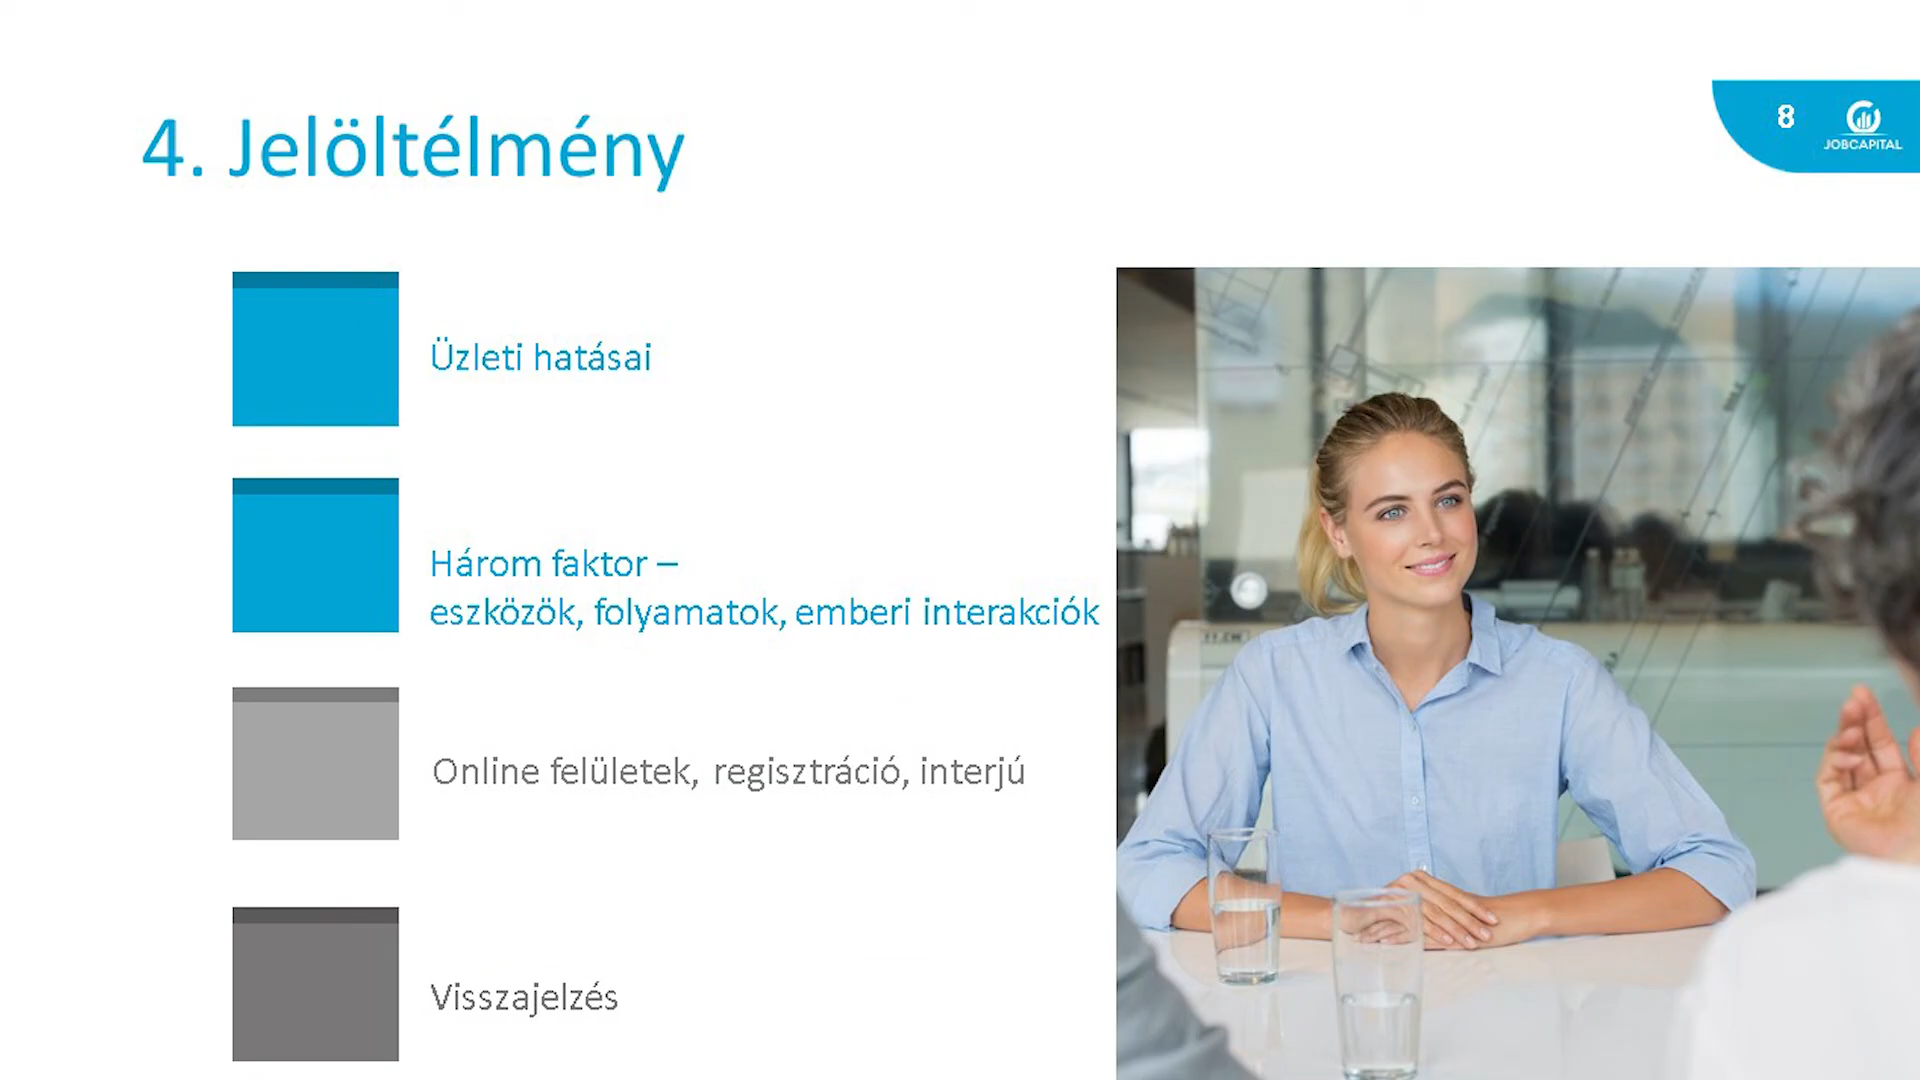 4. Jelöltélmény
8
JOBCAPITAL
Üzleti hatásai
Három faktor –
eszközök, folyamatok, emberi interakciók
Online felületek, regisztráció, interjú
Visszajelzés